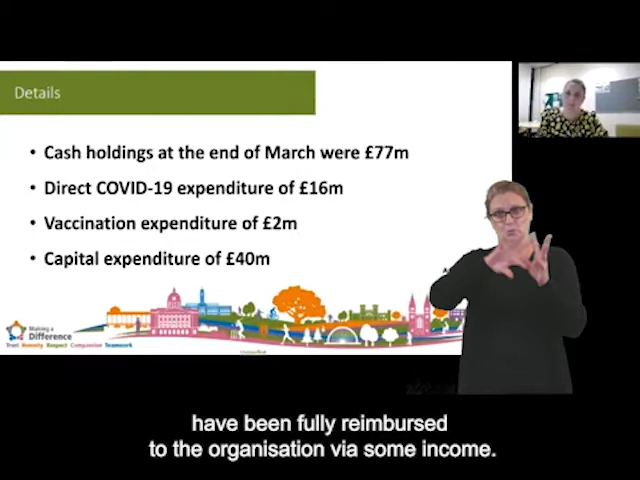 Details
• Cash holdings at the end of March were £77m
• Direct COVID-19 expenditure of £16m
• Vaccination expenditure of £2m
• Capital expenditure of £40m
Making a
Difference
Trust Honesty Respect Compassion Teamwork
have been fully reimbursed
to the organisation via some income.